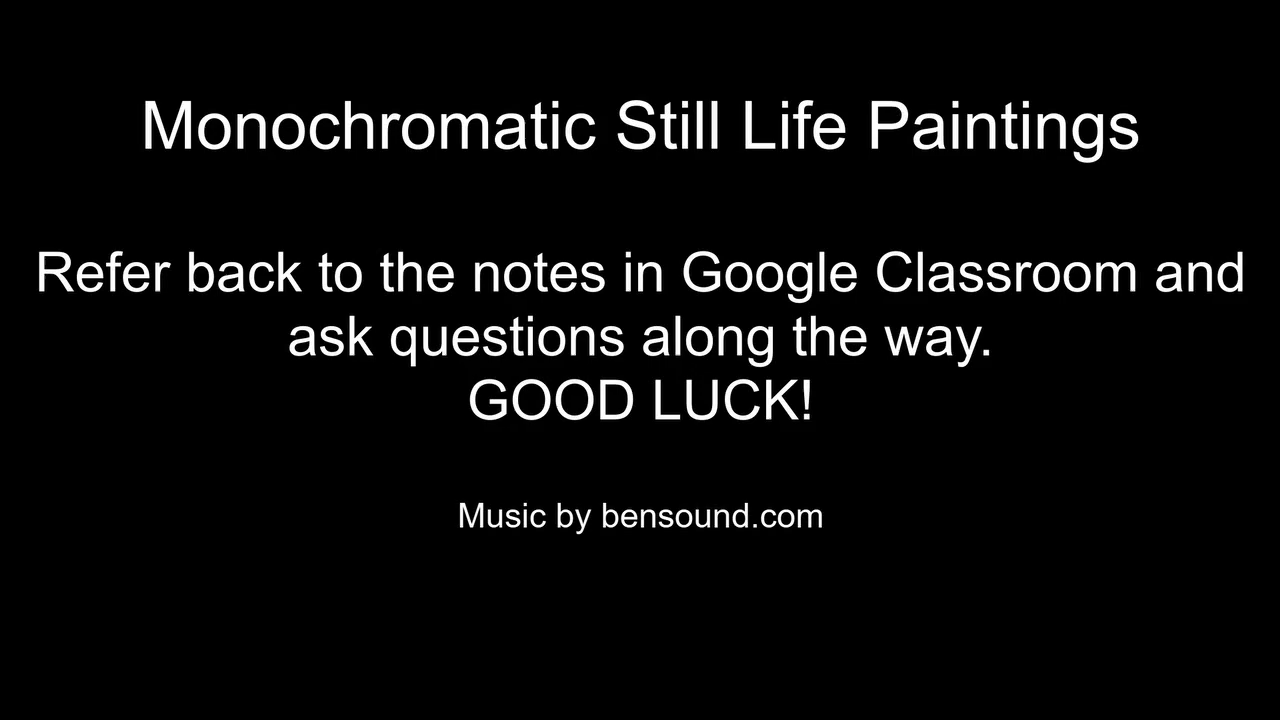 Monochromatic Still Life Paintings
Refer back to the notes in Google Classroom and
ask questions along the way.
GOOD LUCK!
Music by bensound.com